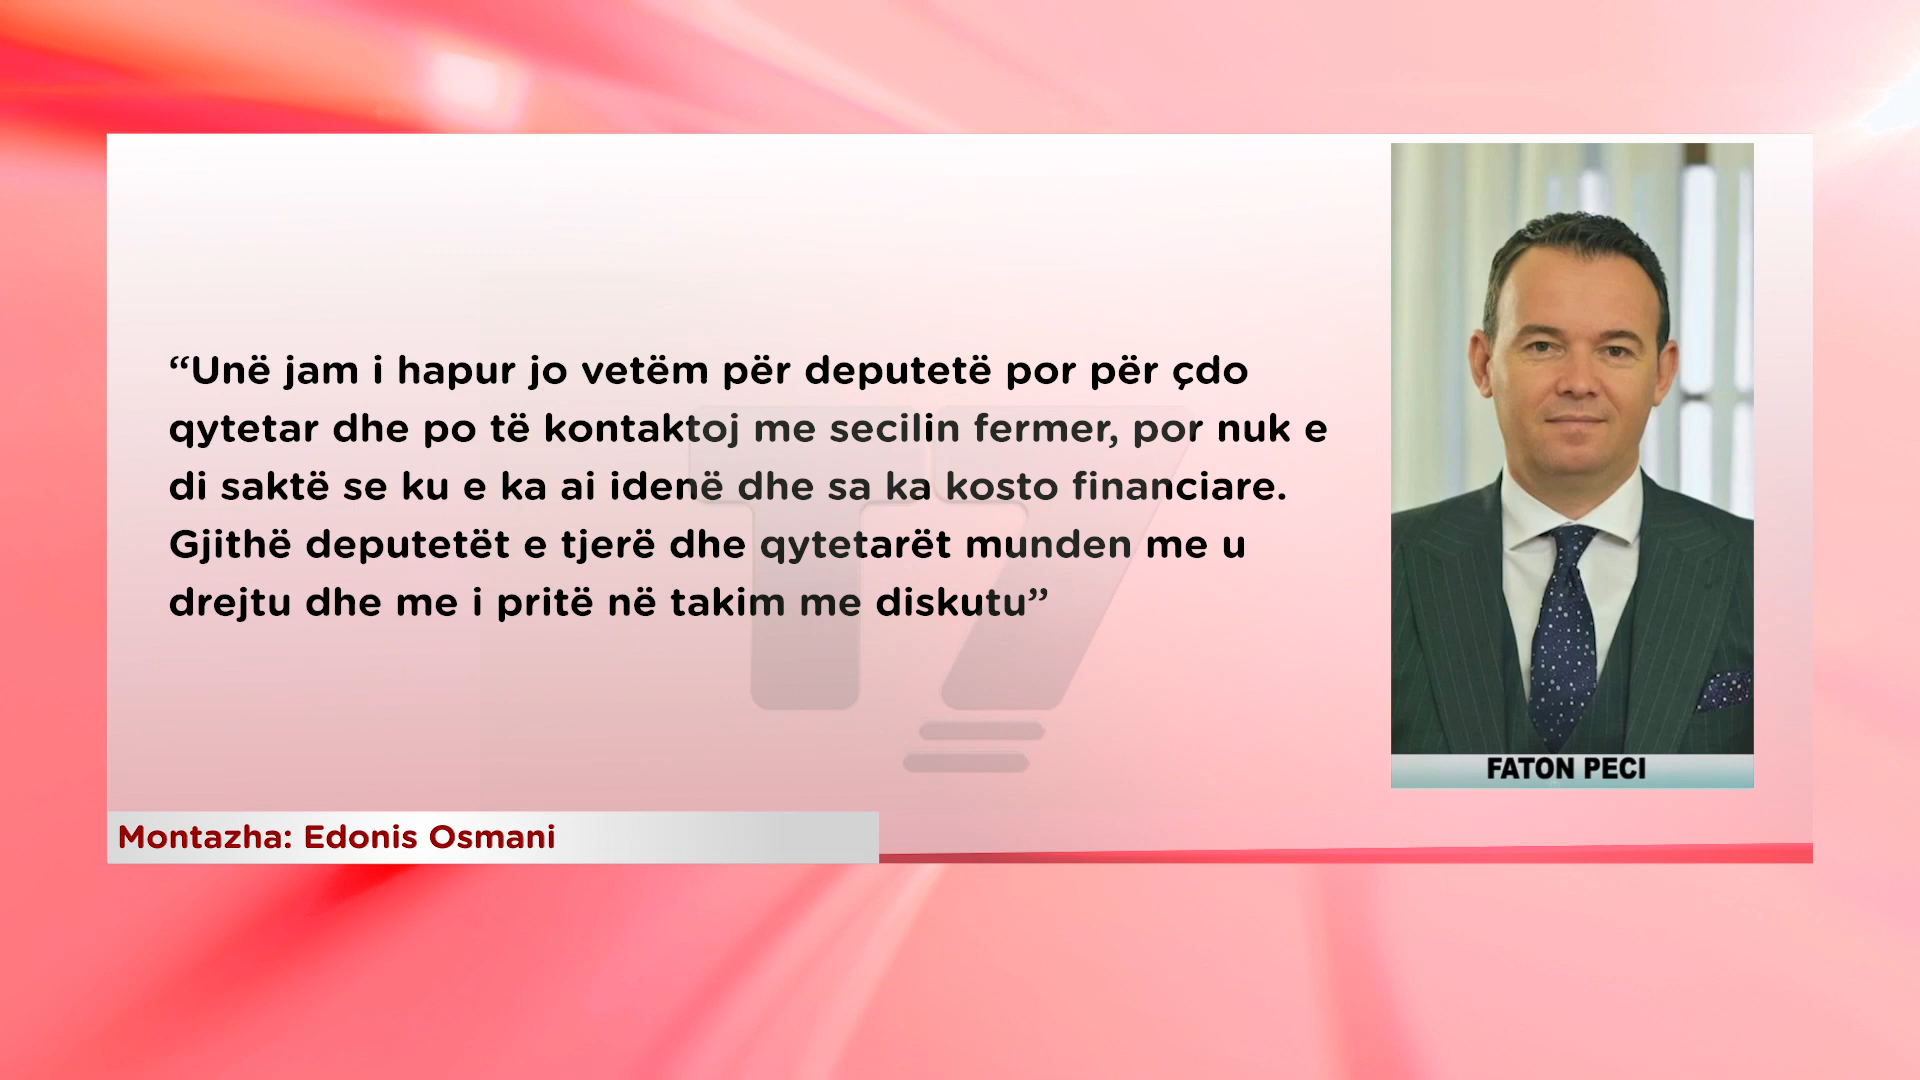 “Unë jam i hapur jo vetëm për deputetë por për çdo
qytetar dhe po të kontaktoj me secilin fermer, por nuk e
di saktë se ku e ka ai idenë dhe sa ka kosto financiare.
Gjithë deputetët e tjerë dhe qytetarët munden me u
drejtu dhe me i pritë në takim me diskutu”
T7
FATON PECI
Montazha: Edonis Osmani